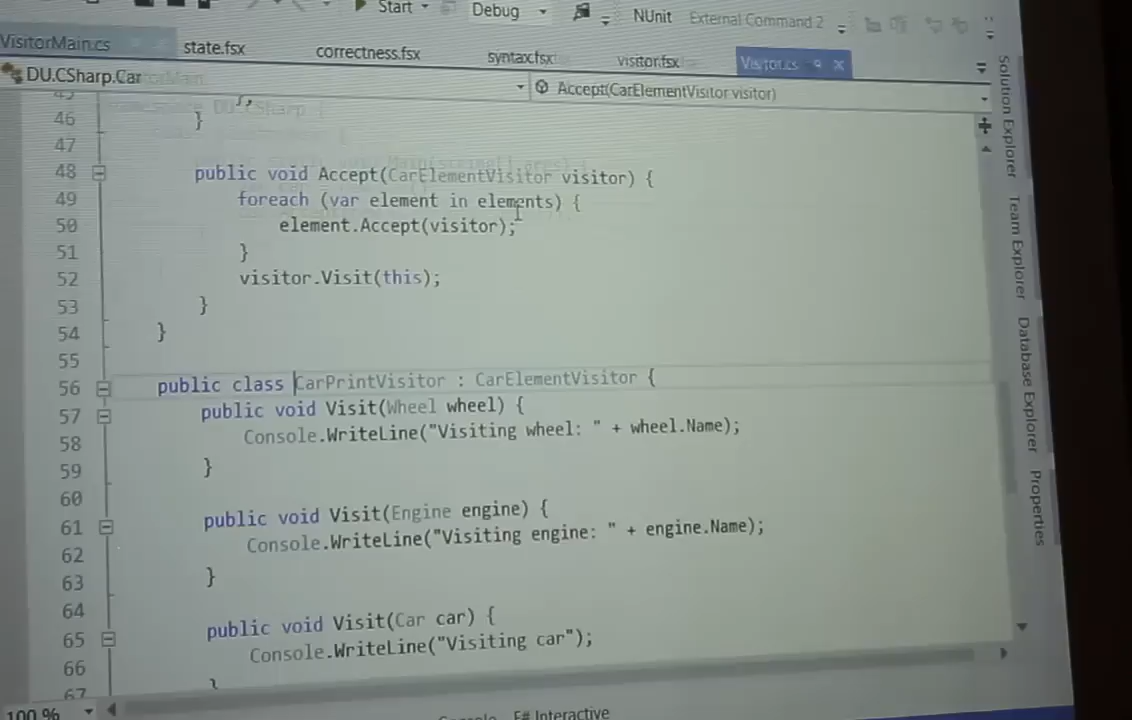 Start Debug NUnit External Command 2
VisitorMain.cs state.fsx correctness.fsx syntax.fsx visitor.fsx Visitor.cs
DU.CSharp.Car Accept(CarElementVisitor visitor)
45 };
46 }
47
48 public void Accept(CarElementVisitor visitor) {
49 foreach (var element in elements) {
50 element.Accept(visitor);
51 }
52 visitor.Visit(this);
53 }
54 }
55
56 public class CarPrintVisitor : CarElementVisitor {
57 public void Visit(Wheel wheel) {
58 Console.WriteLine("Visiting wheel: " + wheel.Name);
59 }
60
61 public void Visit(Engine engine) {
62 Console.WriteLine("Visiting engine: " + engine.Name);
63 }
64
65 public void Visit(Car car) {
66 Console.WriteLine("Visiting car");
67 }
100 %
Console F# Interactive
Solution Explorer
Team Explorer
Database Explorer
Properties